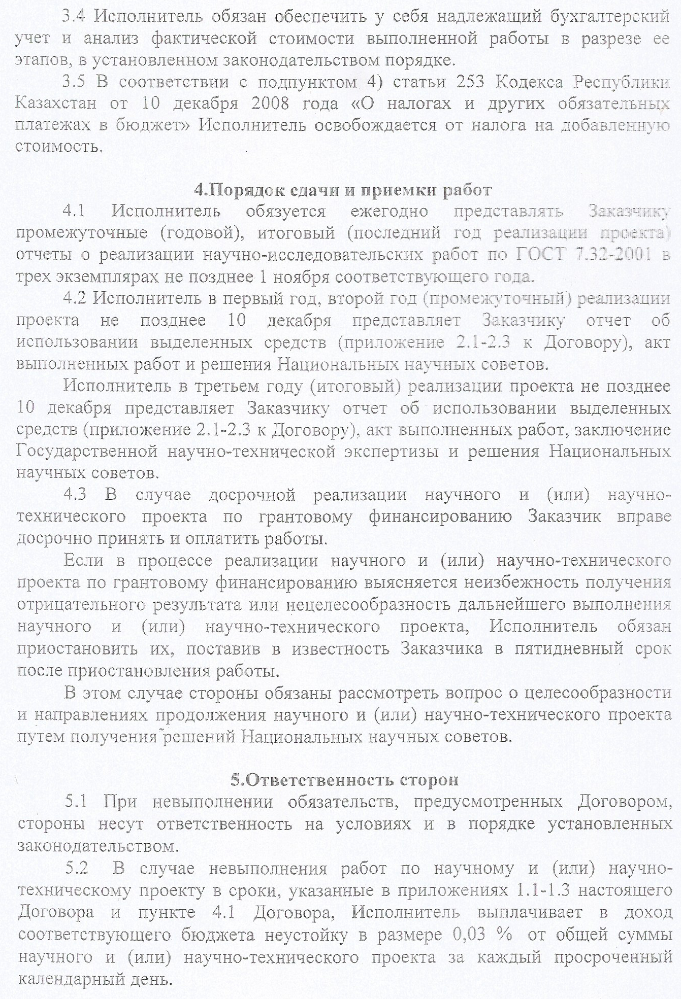 3.4 Исполнитель обязан обеспечить у себя надлежащий бухгалтерский
учет и анализ фактической стоимости выполненной работы в разрезе ее
этапов, в установленном законодательством порядке.
3.5 В соответствии с подпунктом 4) статьи 253 Кодекса Республики
Казахстан от 10 декабря 2008 года «О налогах и других обязательных
платежах в бюджет» Исполнитель освобождается от налога на добавленную
стоимость.
4.Порядок сдачи и приемки работ
4.1 Исполнитель обязуется ежегодно представлять Заказчику
промежуточные (годовой), итоговый (последний год реализации проекта)
отчеты о реализации научно-исследовательских работ по ГОСТ 7.32-2001 в
трех экземплярах не позднее 1 ноября соответствующего года.
4.2 Исполнитель в первый год, второй год (промежуточный) реализации
проекта не позднее 10 декабря представляет Заказчику отчет об
использовании выделенных средств (приложение 2.1-2.3 к Договору), акт
выполненных работ и решения Национальных научных советов.
Исполнитель в третьем году (итоговый) реализации проекта не позднее
10 декабря представляет Заказчику отчет об использовании выделенных
средств (приложение 2.1-2.3 к Договору), акт выполненных работ, заключение
Государственной научно-технической экспертизы и решения Национальных
научных советов.
4.3 В случае досрочной реализации научного и (или) научно-
технического проекта по грантовому финансированию Заказчик вправе
досрочно принять и оплатить работы.
Если в процессе реализации научного и (или) научно-технического
проекта по грантовому финансированию выясняется неизбежность получения
отрицательного результата или нецелесообразность дальнейшего выполнения
научного и (или) научно-технического проекта, Исполнитель обязан
приостановить их, поставив в известность Заказчика в пятидневный срок
после приостановления работы.
В этом случае стороны обязаны рассмотреть вопрос о целесообразности
и направлениях продолжения научного и (или) научно-технического проекта
путем получения решений Национальных научных советов.
5.Ответственность сторон
5.1 При невыполнении обязательств, предусмотренных Договором,
стороны несут ответственность на условиях и в порядке установленных
законодательством.
5.2 В случае невыполнения работ по научному и (или) научно-
техническому проекту в сроки, указанные в приложениях 1.1-1.3 настоящего
Договора и пункте 4.1 Договора, Исполнитель выплачивает в доход
соответствующего бюджета неустойку в размере 0,03 % от общей суммы
научного и (или) научно-технического проекта за каждый просроченный
календарный день.